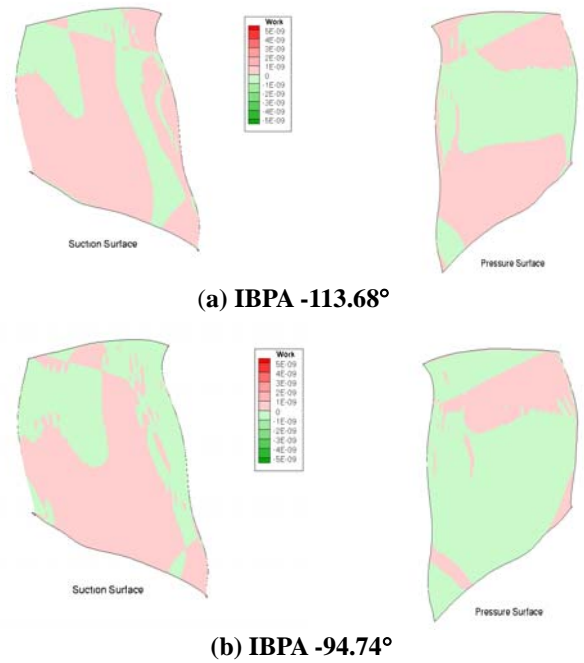 Work
5E-09
4E-09
3E-09
2E-09
1E-09
0
-1E-09
-2E-09
-3E-09
-4E-09
-5E-09
Suction Surface
Pressure Surface
(a) IBPA -113.68°
Work
5E-09
4E-09
3E-09
2E-09
1E-09
0
-1E-09
-2E-09
-3E-09
-4E-09
-5E-09
Suction Surface
Pressure Surface
(b) IBPA -94.74°